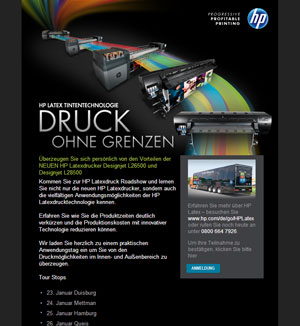 PROGRESSIVE
PROFITABLE
PRINTING
hp
HP LATEX TINTENTECHNOLOGIE
DRUCK
OHNE GRENZEN
Überzeugen Sie sich persönlich von den Vorteilen der
NEUEN HP Latexdrucker Designjet L26500 und
Designjet L28500
Kommen Sie zur HP Latexdruck Roadshow und lernen
Sie nicht nur die neuen HP Latexdrucker, sondern auch
die vielfältigen Anwendungsmöglichkeiten der HP
Latexdrucktechnologie kennen.
Erfahren Sie wie Sie die Produktzeiten deutlich
verkürzen und die Produktionskosten mit innovativer
Technologie reduzieren können.
Wir laden Sie herzlich zu einem praktischen
Anwendungstag ein um Sie von den
Druckmöglichkeiten im Innen- und Außenbereich zu
überzeugen.
Tour Stops:
23. Januar Duisburg
24. Januar Mettman
25. Januar Hamburg
26. Januar Queis
Erfahren Sie mehr über HP
Latex – besuchen Sie
www.hp.com/de/go/HPLatex
oder rufen Sie noch heute an
unter 0800 664 7926
Um Ihre Teilnahme zu
bestätigen, klicken Sie bitte
hier:
ANMELDUNG